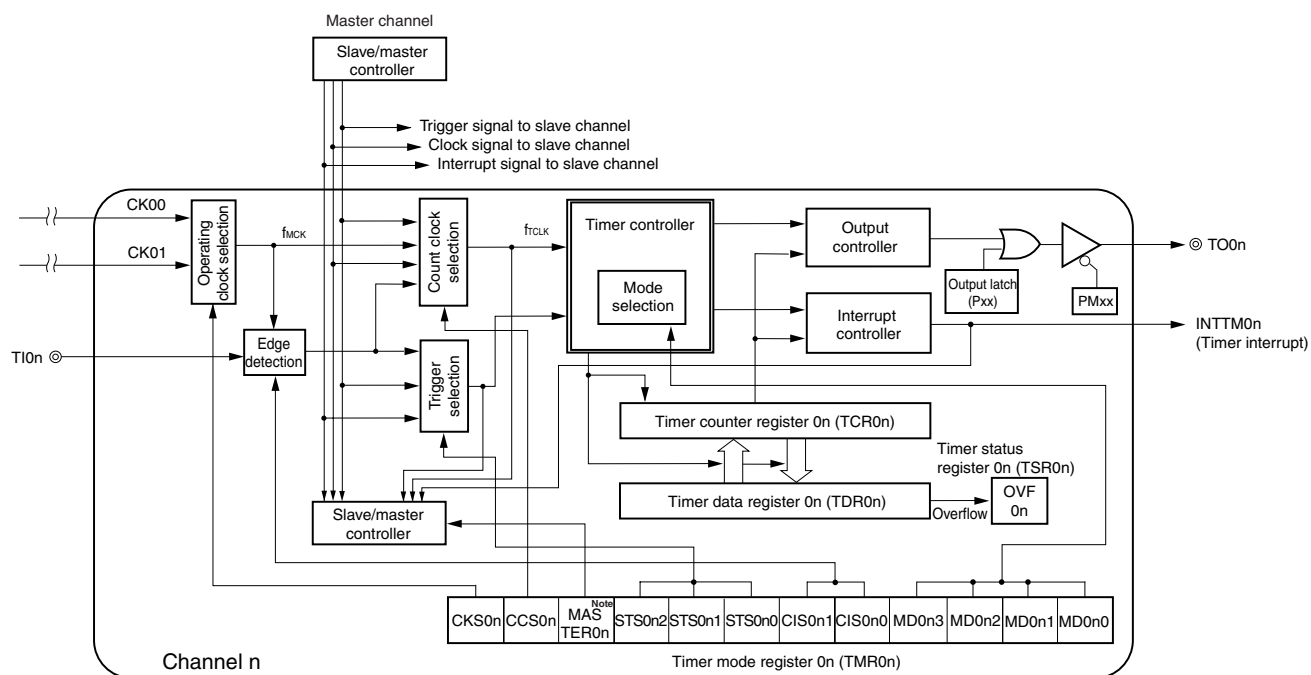 Master channel
Slave/master
controller
Trigger signal to slave channel
Clock signal to slave channel
Interrupt signal to slave channel
CK00
CK01
Operating
clock selection
fMCK
Count clock
selection
fTCLK
Timer controller
Mode
selection
Output
controller
Output latch
(Pxx)
PMxx
TO0n
Interrupt
controller
INTTM0n
(Timer interrupt)
TI0n
Edge
detection
Trigger
selection
Timer counter register 0n (TCR0n)
Timer status
register 0n (TSR0n)
Timer data register 0n (TDR0n)
Overflow
OVF
0n
Slave/master
controller
CKS0n
CCS0n
MAS Note
TER0n
STS0n2
STS0n1
STS0n0
CIS0n1
CIS0n0
MD0n3
MD0n2
MD0n1
MD0n0
Channel n
Timer mode register 0n (TMR0n)